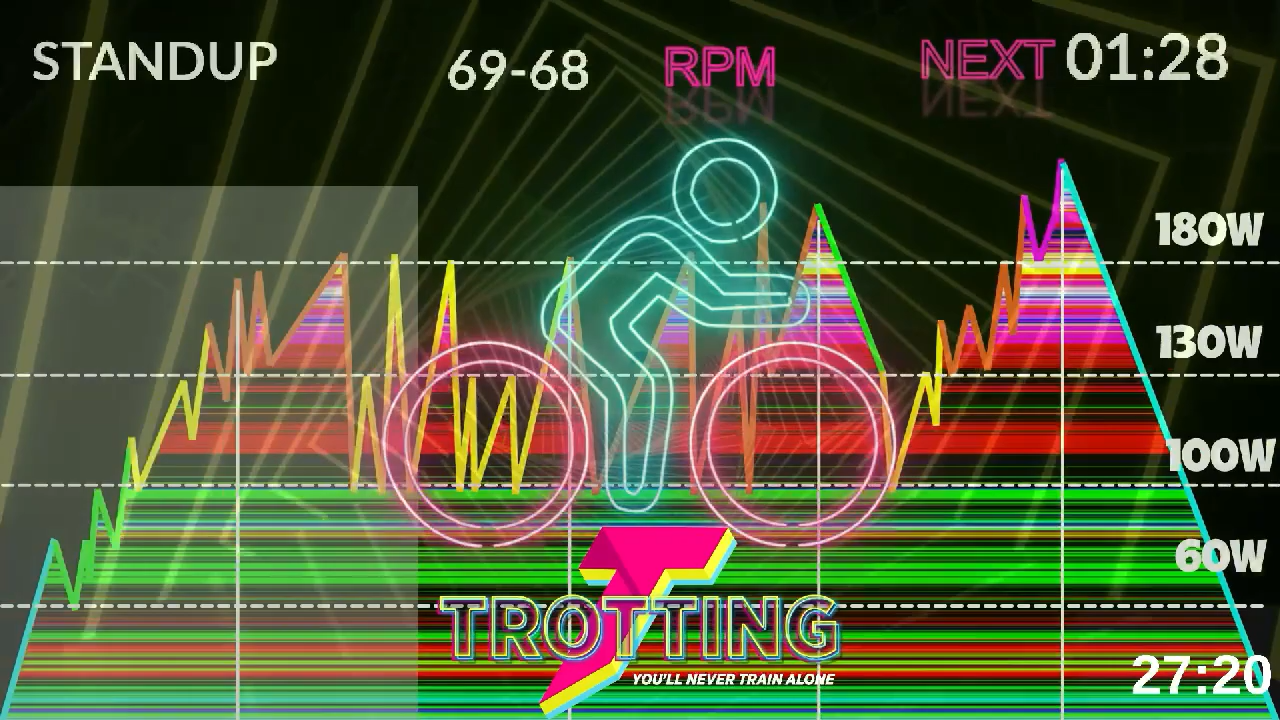 STANDUP
69-68
RPM
NEXT 01:28
180W
130W
100W
60W
TROTTING
YOU'LL NEVER TRAIN ALONE
27:20